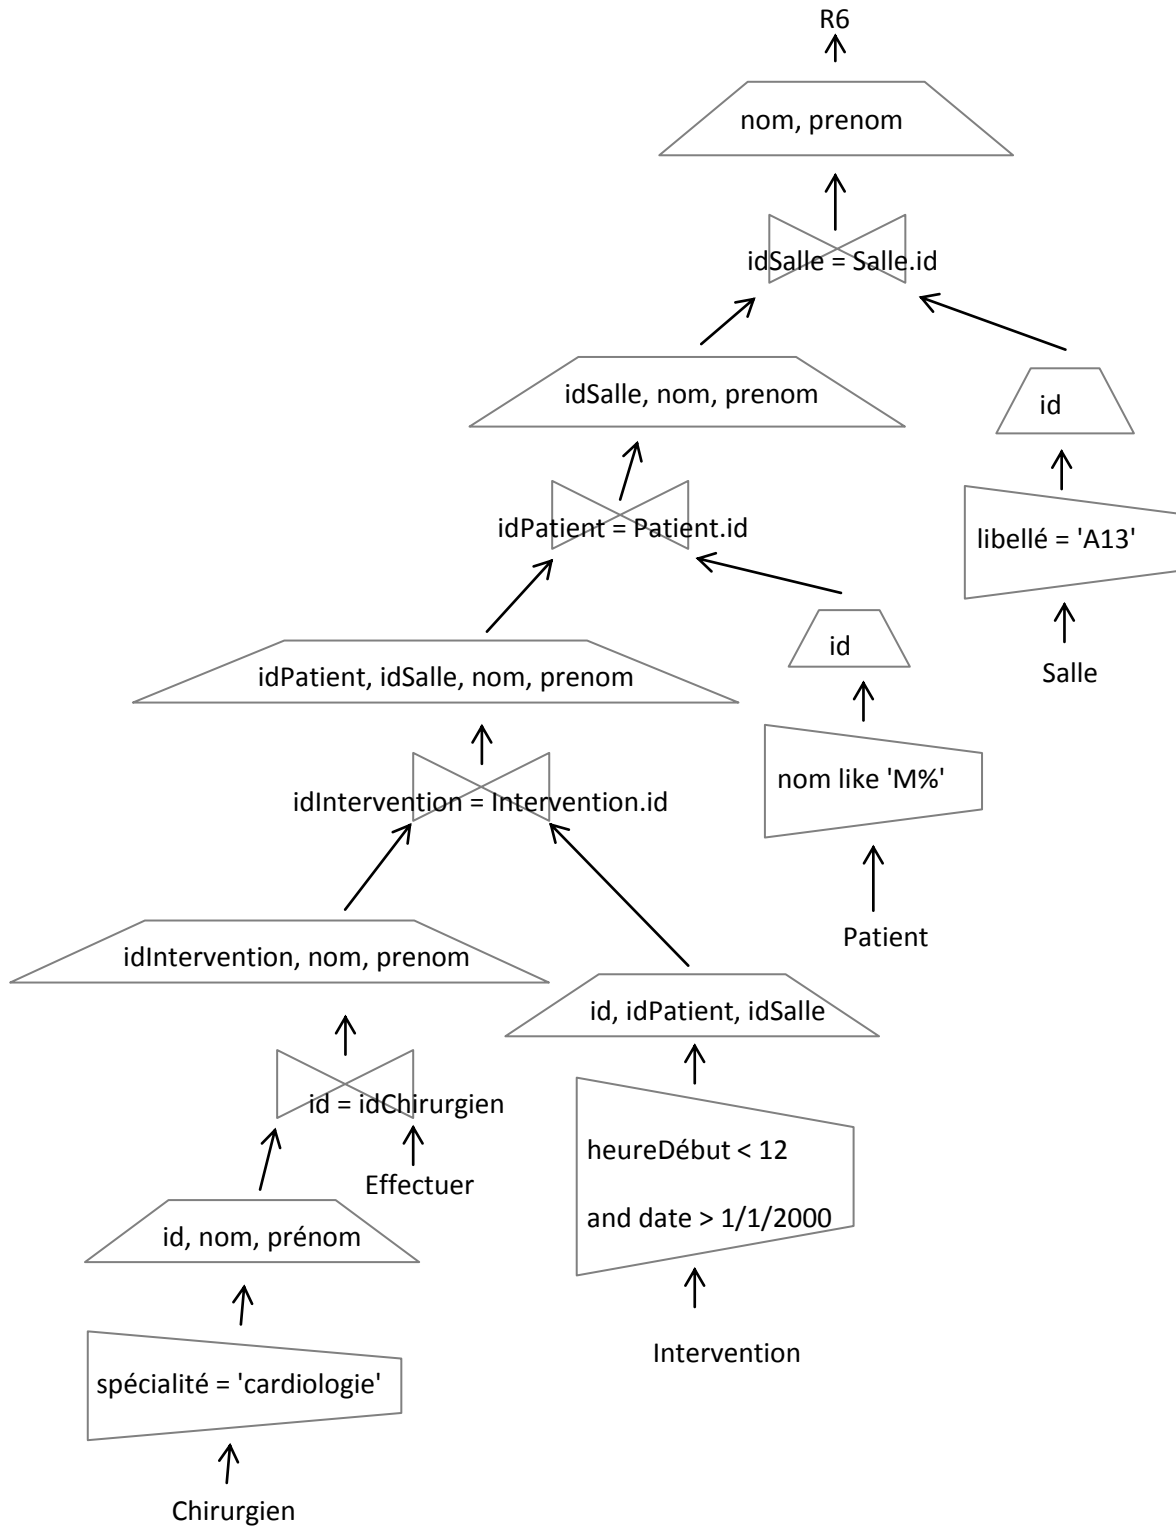 R6
nom, prenom
idSalle = Salle.id
idSalle, nom, prenom
id
idPatient = Patient.id
libellé = 'A13'
id
idPatient, idSalle, nom, prenom
Salle
nom like 'M%'
idIntervention = Intervention.id
Patient
idIntervention, nom, prenom
id, idPatient, idSalle
id = idChirurgien
heureDébut < 12
Effectuer
and date > 1/1/2000
id, nom, prénom
Intervention
spécialité = 'cardiologie'
Chirurgien